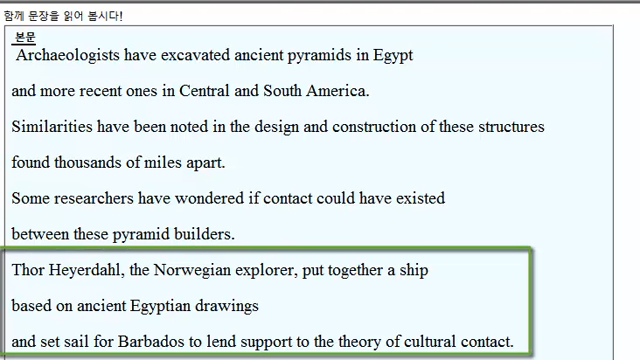 함께 문장을 읽어 봅시다!
본문
Archaeologists have excavated ancient pyramids in Egypt
and more recent ones in Central and South America.
Similarities have been noted in the design and construction of these structures
found thousands of miles apart.
Some researchers have wondered if contact could have existed
between these pyramid builders.
Thor Heyerdahl, the Norwegian explorer, put together a ship
based on ancient Egyptian drawings
and set sail for Barbados to lend support to the theory of cultural contact.